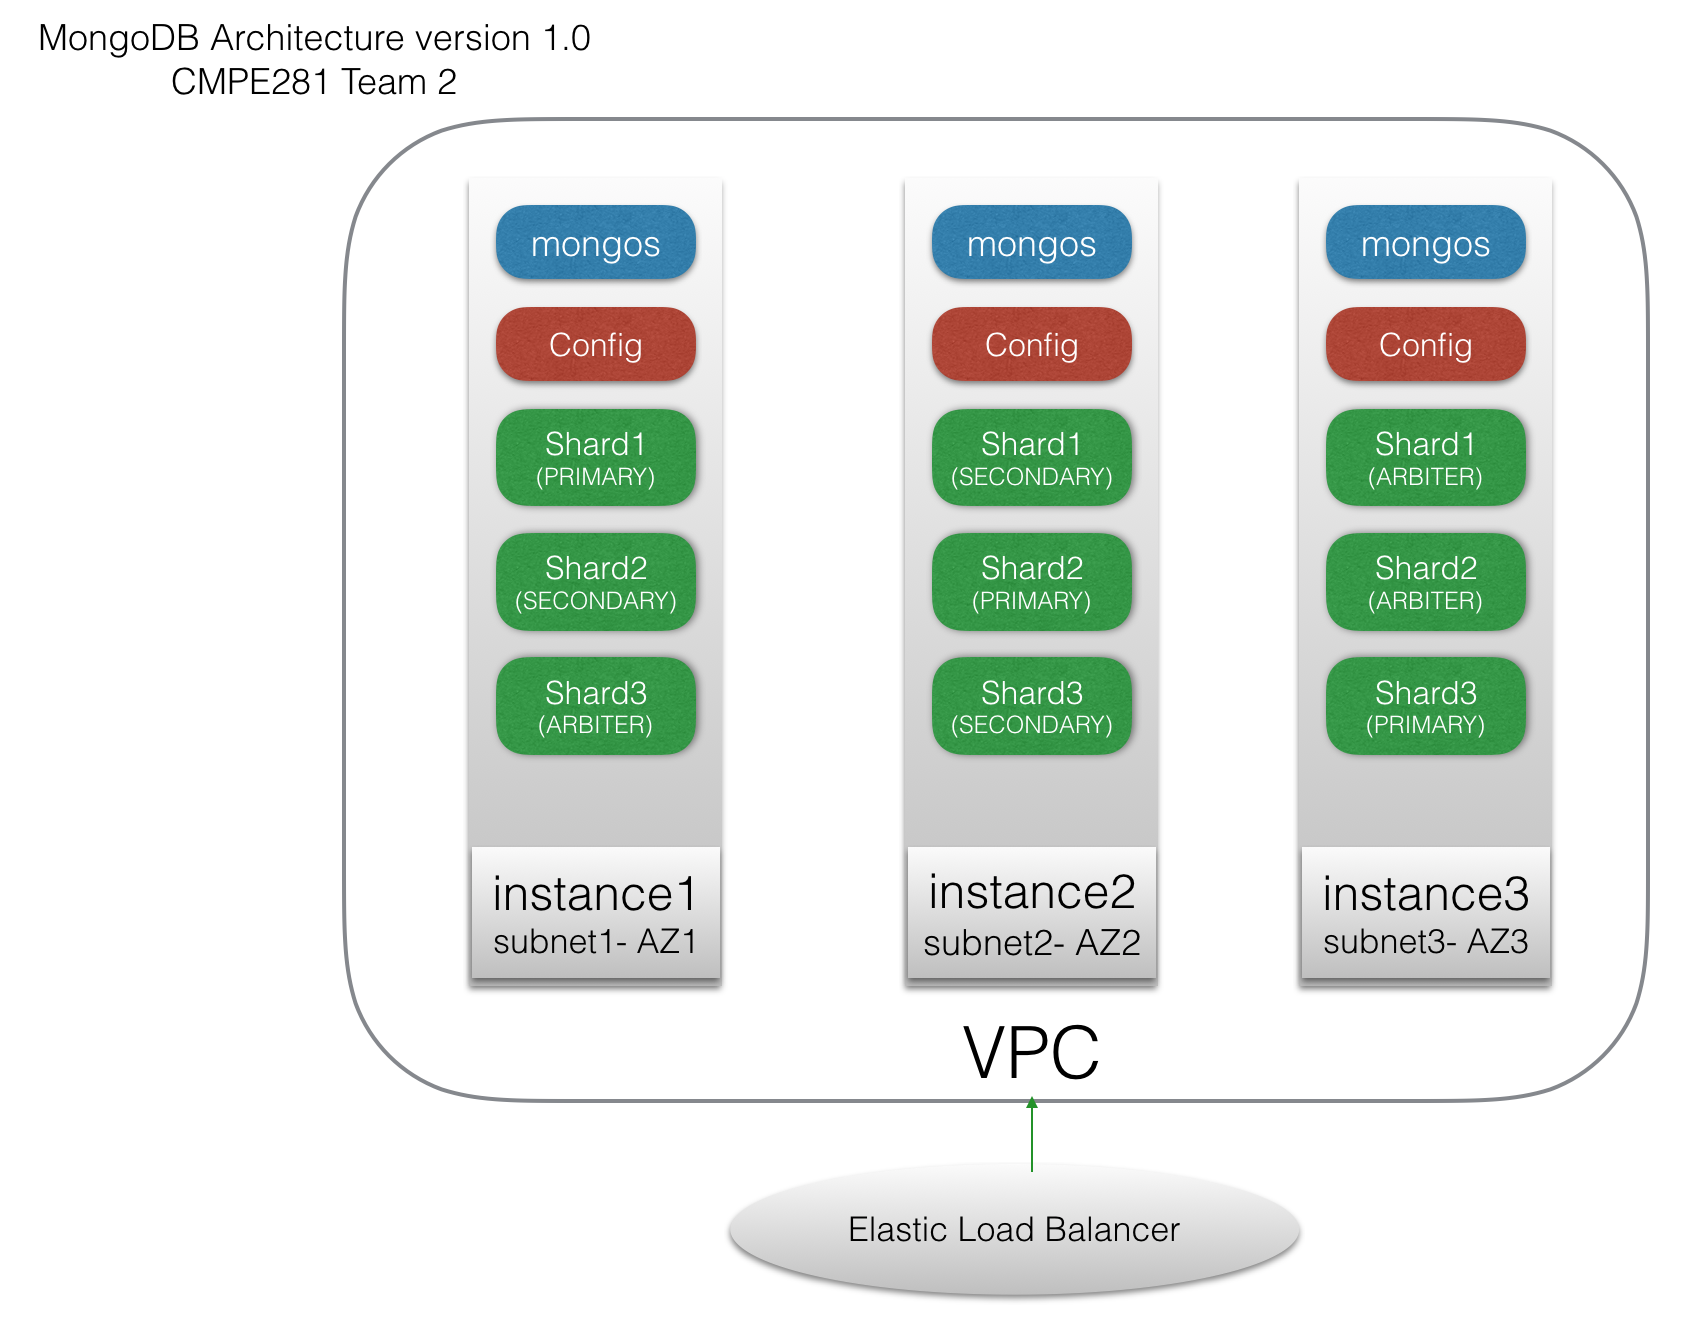 MongoDB Architecture version 1.0
CMPE281 Team 2
mongos
Config
Shard1
(PRIMARY)
Shard2
(SECONDARY)
Shard3
(ARBITER)
instance1
subnet1- AZ1
mongos
Config
Shard1
(SECONDARY)
Shard2
(PRIMARY)
Shard3
(SECONDARY)
instance2
subnet2- AZ2
mongos
Config
Shard1
(ARBITER)
Shard2
(ARBITER)
Shard3
(PRIMARY)
instance3
subnet3- AZ3
VPC
Elastic Load Balancer